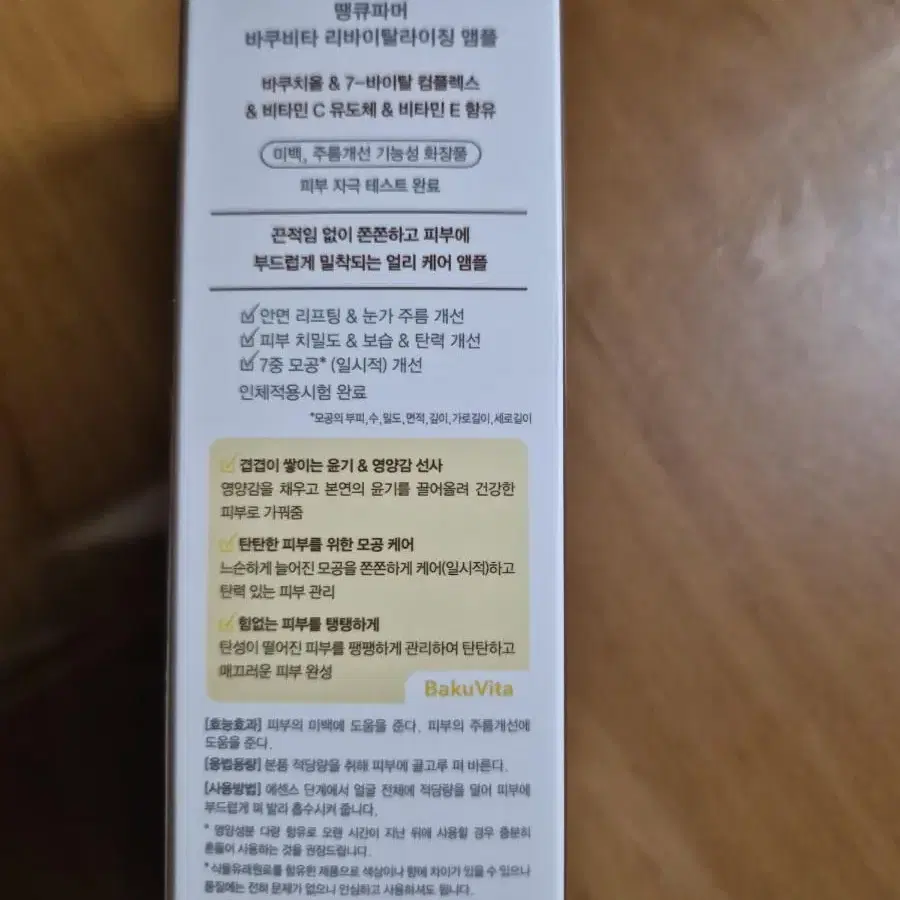 땡큐파머
바쿠비타 리바이탈라이징 앰플
바쿠치올 & 7-바이탈 컴플렉스
& 비타민 C 유도체 & 비타민 E 함유
미백, 주름개선 기능성 화장품
피부 자극 테스트 완료
끈적임 없이 쫀쫀하고 피부에
부드럽게 밀착되는 얼리 케어 앰플
안면 리프팅 & 눈가 주름 개선
피부 치밀도 & 보습 & 탄력 개선
7중 모공* (일시적) 개선
인체적용시험 완료
*모공의 부피, 수, 밀도, 면적, 깊이, 가로길이, 세로길이
겹겹이 쌓이는 윤기 & 영양감 선사
영양감을 채우고 본연의 윤기를 끌어올려 건강한
피부로 가꿔줌
탄탄한 피부를 위한 모공 케어
느슨하게 늘어진 모공을 쫀쫀하게 케어(일시적)하고
탄력 있는 피부 관리
힘없는 피부를 탱탱하게
탄성이 떨어진 피부를 팽팽하게 관리하여 탄탄하고
매끄러운 피부 완성
BakuVita
[효능효과] 피부의 미백에 도움을 준다. 피부의 주름개선에
도움을 준다.
[용법용량] 본품 적당량을 취해 피부에 골고루 펴 바른다.
[사용방법] 에센스 단계에서 얼굴 전체에 적당량을 덜어 피부에
부드럽게 펴 발라 흡수시켜 줍니다.
* 영양성분 다량 함유로 오랜 시간이 지난 뒤에 사용할 경우 충분히
흔들어 사용하는 것을 권장드립니다.
* 식물유래원료를 함유한 제품으로 색상이나 향에 차이가 있을 수 있으나
품질에는 전혀 문제가 없으니 안심하고 사용하셔도 됩니다.